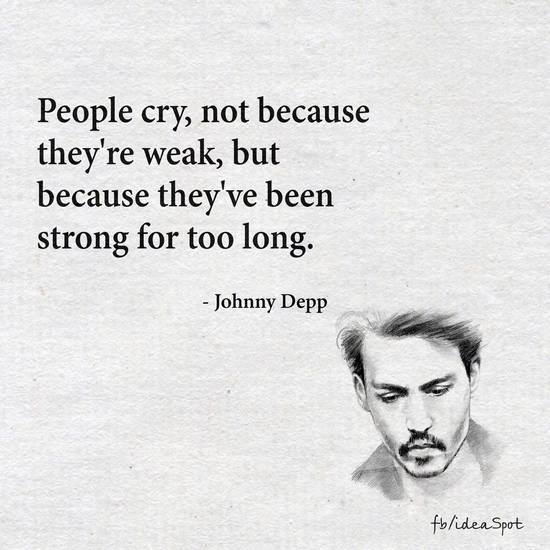 People cry, not because
they're weak, but
because they've been
strong for too long.
- Johnny Depp
fb/ideaSpot